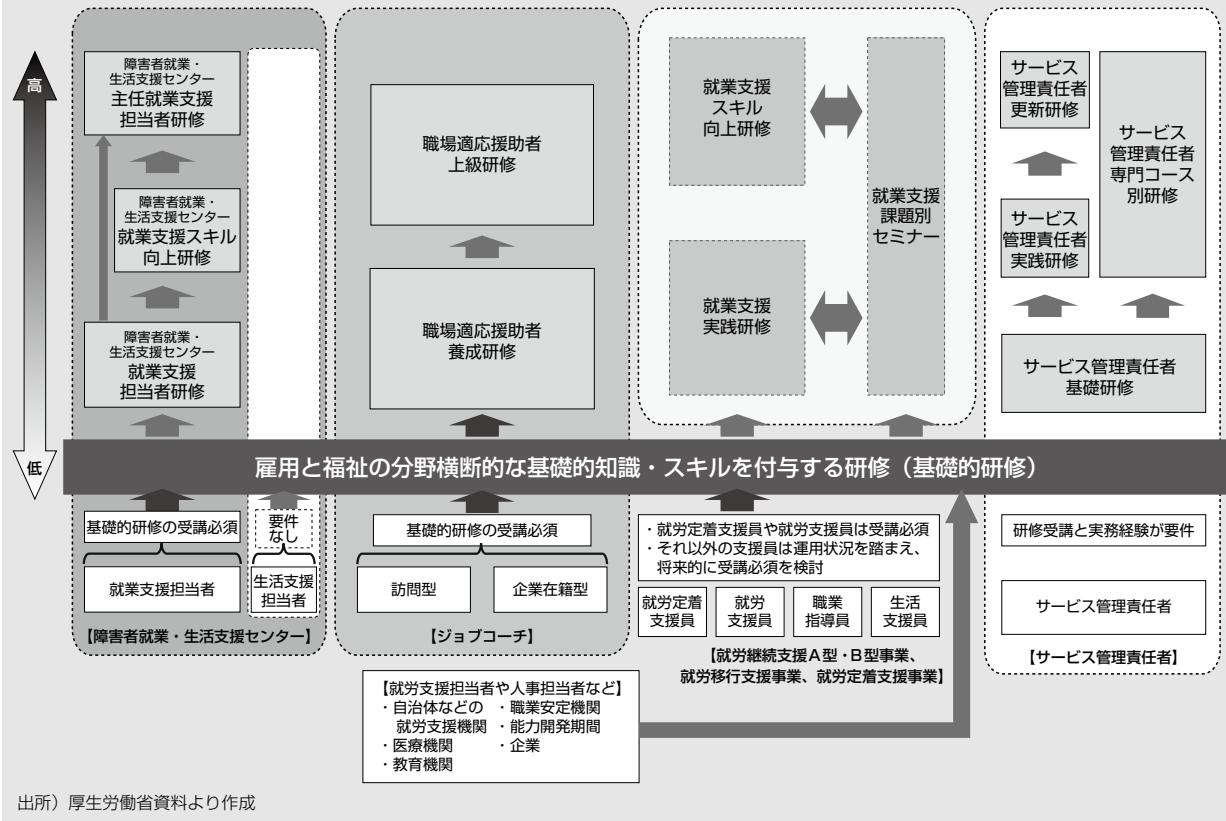 高
低
障害者就業・
生活支援センター
主任就業支援
担当者研修
障害者就業・
生活支援センター
就業支援スキル
向上研修
障害者就業・
生活支援センター
就業支援
担当者研修
職場適応援助者
上級研修
職場適応援助者
養成研修
就業支援
スキル
向上研修
就業支援
実践研修
就業支援
課題別
セミナー
サービス
管理責任者
更新研修
サービス
管理責任者
実践研修
サービス
管理責任者
専門コース
別研修
サービス管理責任者
基礎研修
雇用と福祉の分野横断的な基礎的知識・スキルを付与する研修（基礎的研修）
基礎的研修の受講必須
要件
なし
就業支援担当者
生活支援
担当者
【障害者就業・生活支援センター】
基礎的研修の受講必須
訪問型
企業在籍型
【ジョブコーチ】
・就労定着支援員や就労支援員は受講必須
・それ以外の支援員は運用状況を踏まえ、
将来的に受講必須を検討
就労定着
支援員
就労
支援員
職業
指導員
生活
支援員
【就労継続支援A型・B型事業、
就労移行支援事業、就労定着支援事業】
研修受講と実務経験が要件
サービス管理責任者
【サービス管理責任者】
【就労支援担当者や人事担当者など】
・自治体などの
就労支援機関
・医療機関
・教育機関
・職業安定機関
・能力開発期間
・企業
出所）厚生労働省資料より作成